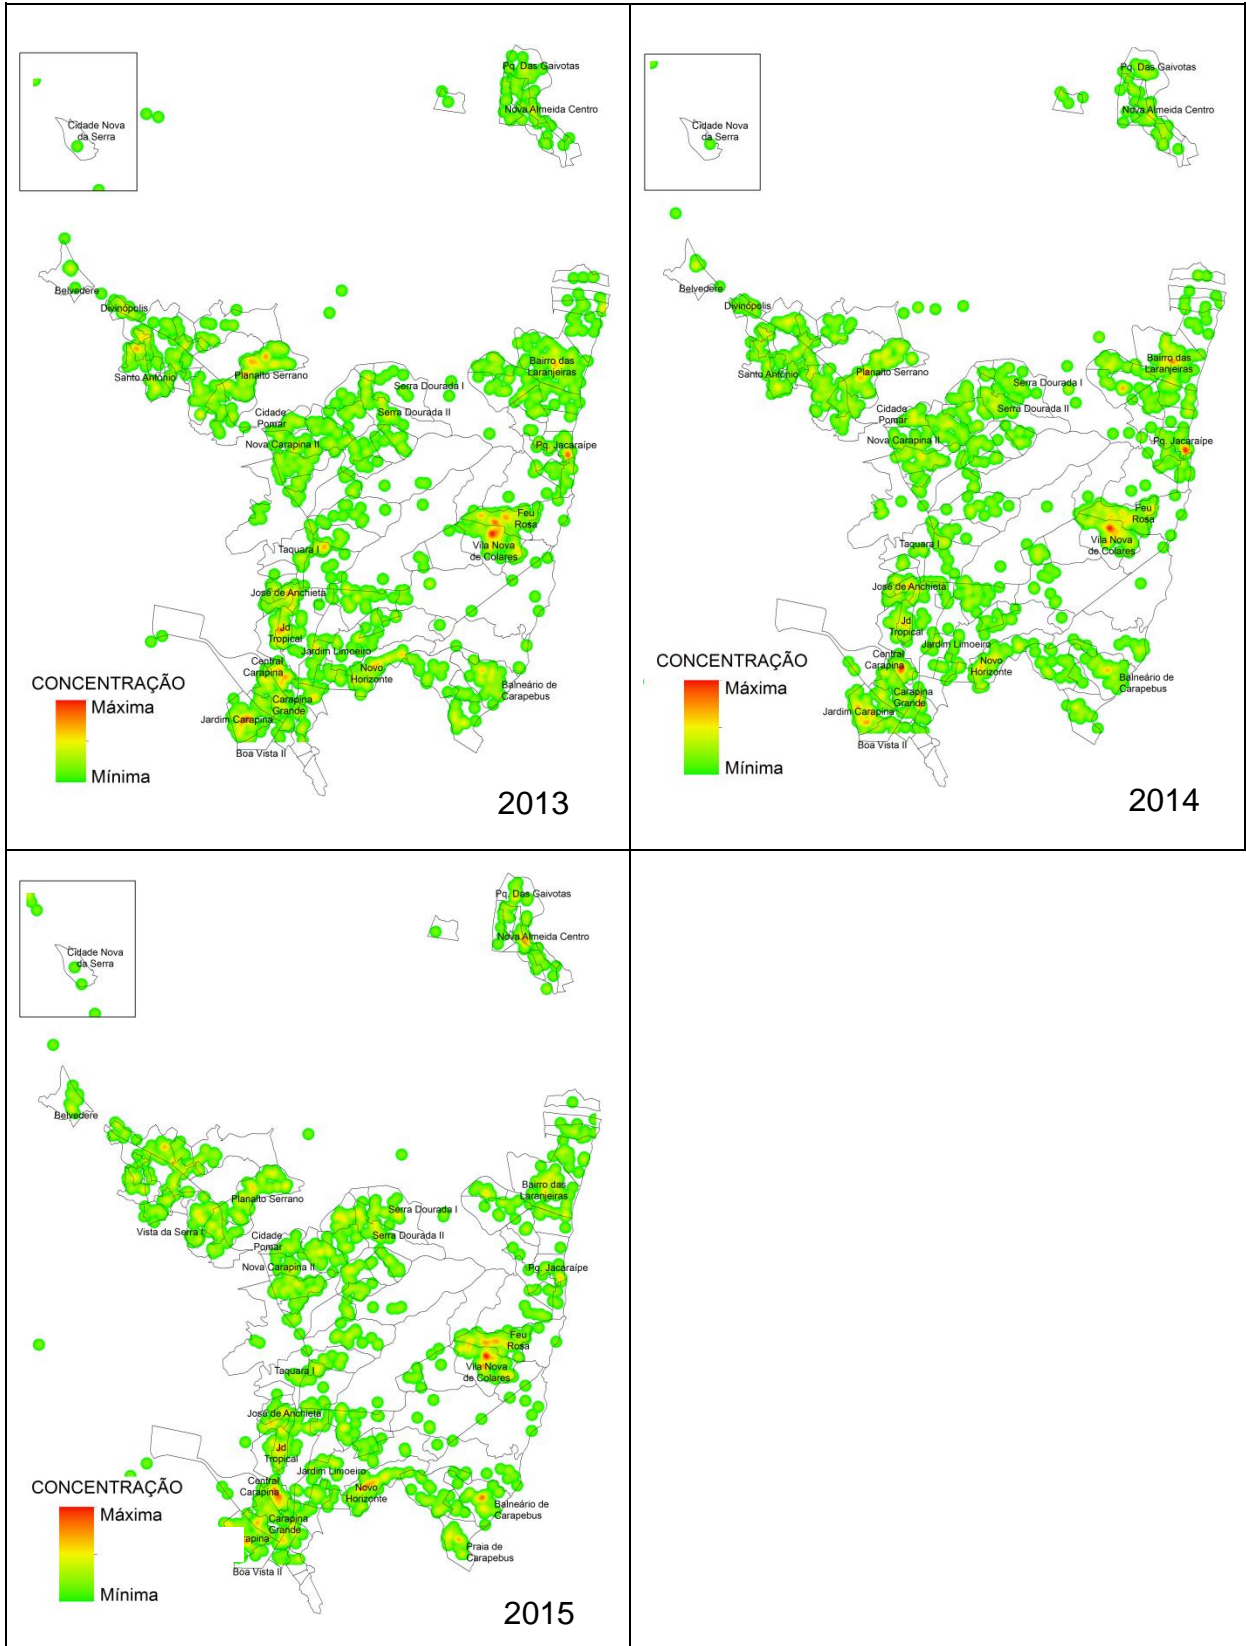 Pq. Das Gaivotas
Nova Almeida Centro
Cidade Nova
da Serra
Belvedere
Divinópolis
Santo Antônio
Planalto Serrano
Bairro das
Laranjeiras
Serra Dourada I
Serra Dourada II
Cidade
Pomar
Nova Carapina II
Pq. Jacaraípe
Feu
Rosa
Vila Nova
de Colares
Taquara I
José de Anchieta
Jd
Tropical
Jardim Limoeiro
Central
Carapina
Novo
Horizonte
Balneário de
Carapebus
Carapina
Grande
Jardim Carapina
Boa Vista II
CONCENTRAÇÃO
Máxima
Mínima
2013
Pq. Das Gaivotas
Nova Almeida Centro
Cidade Nova
da Serra
Belvedere
Divinópolis
Santo Antônio
Planalto Serrano
Bairro das
Laranjeiras
Serra Dourada I
Serra Dourada II
Cidade
Pomar
Nova Carapina II
Pq. Jacaraípe
Feu
Rosa
Vila Nova
de Colares
Taquara I
José de Anchieta
Jd
Tropical
Jardim Limoeiro
Central
Carapina
Novo
Horizonte
Balneário de
Carapebus
Carapina
Grande
Jardim Carapina
Boa Vista II
CONCENTRAÇÃO
Máxima
Mínima
2014
Pq. Das Gaivotas
Nova Almeida Centro
Cidade Nova
da Serra
Belvedere
Planalto Serrano
Vista da Serra I
Bairro das
Laranjeiras
Serra Dourada I
Serra Dourada II
Cidade
Pomar
Nova Carapina II
Pq. Jacaraípe
Feu
Rosa
Vila Nova
de Colares
Taquara I
José de Anchieta
Jd
Tropical
Jardim Limoeiro
Central
Carapina
Novo
Horizonte
Balneário de
Carapebus
Carapina
Grande
rapina
Praia de
Carapebus
Boa Vista II
CONCENTRAÇÃO
Máxima
Mínima
2015